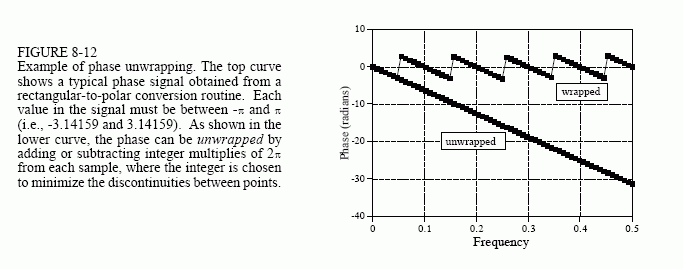 FIGURE 8-12
Example of phase unwrapping. The top curve
shows a typical phase signal obtained from a
rectangular-to-polar conversion routine. Each
value in the signal must be between -π and π
(i.e., -3.14159 and 3.14159). As shown in the
lower curve, the phase can be unwrapped by
adding or subtracting integer multiplies of 2π
from each sample, where the integer is chosen
to minimize the discontinuities between points.
Phase (radians)
10
0
-10
-20
-30
-40
wrapped
unwrapped
0 0.1 0.2 0.3 0.4 0.5
Frequency